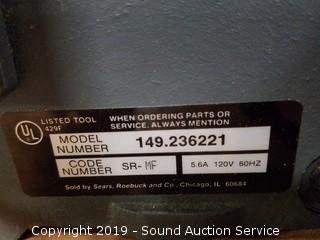 UL
LISTED TOOL
429F
WHEN ORDERING PARTS OR
SERVICE, ALWAYS MENTION
MODEL
NUMBER
149.236221
CODE
NUMBER
SR-MF
5.6A 120V 60HZ
Sold by Sears, Roebuck and Co., Chicago, IL 60684
Copyright 2019 - Sound Auction Service